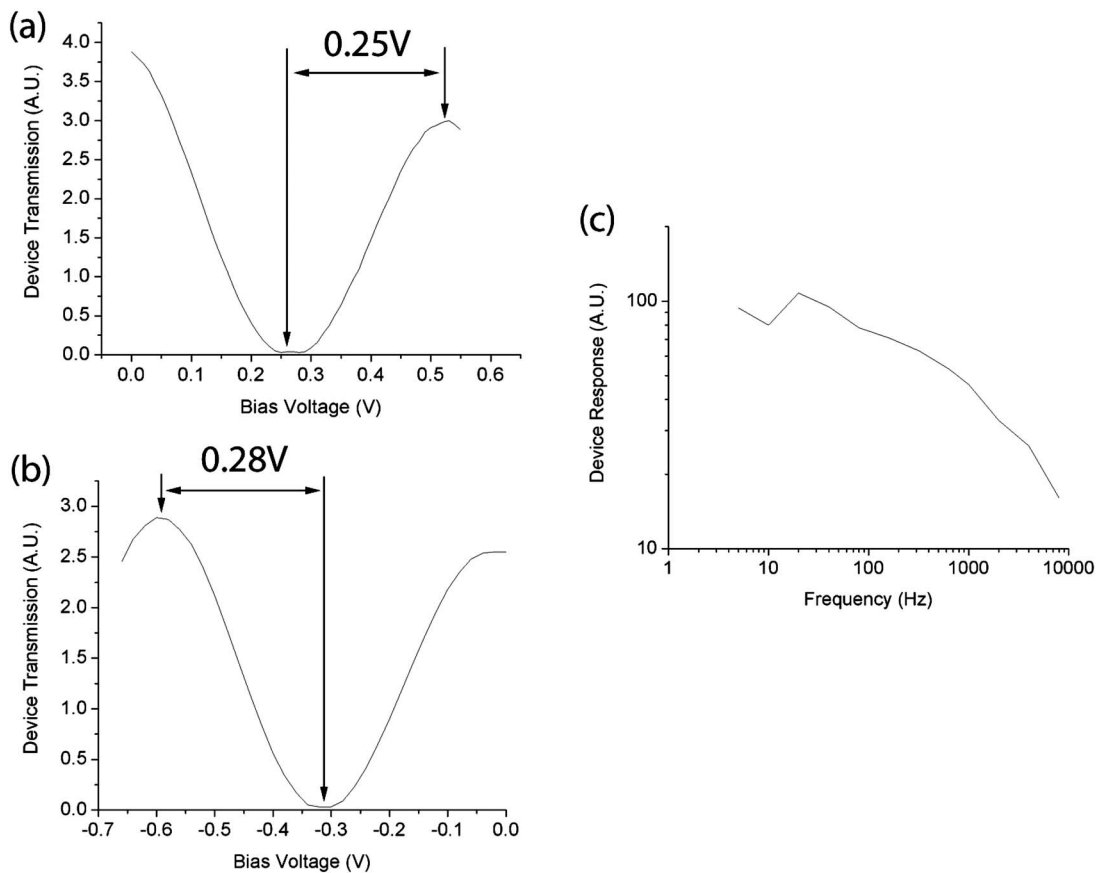 (a)
0.25V
4.0
3.5
3.0
2.5
2.0
1.5
1.0
0.5
0.0
Device Transmission (A.U.)
0.0 0.1 0.2 0.3 0.4 0.5 0.6
Bias Voltage (V)
(b)
0.28V
3.0
2.5
2.0
1.5
1.0
0.5
0.0
Device Transmission (A.U.)
-0.7 -0.6 -0.5 -0.4 -0.3 -0.2 -0.1 0.0
Bias Voltage (V)
(c)
100
10
Device Response (A.U.)
1 10 100 1000 10000
Frequency (Hz)